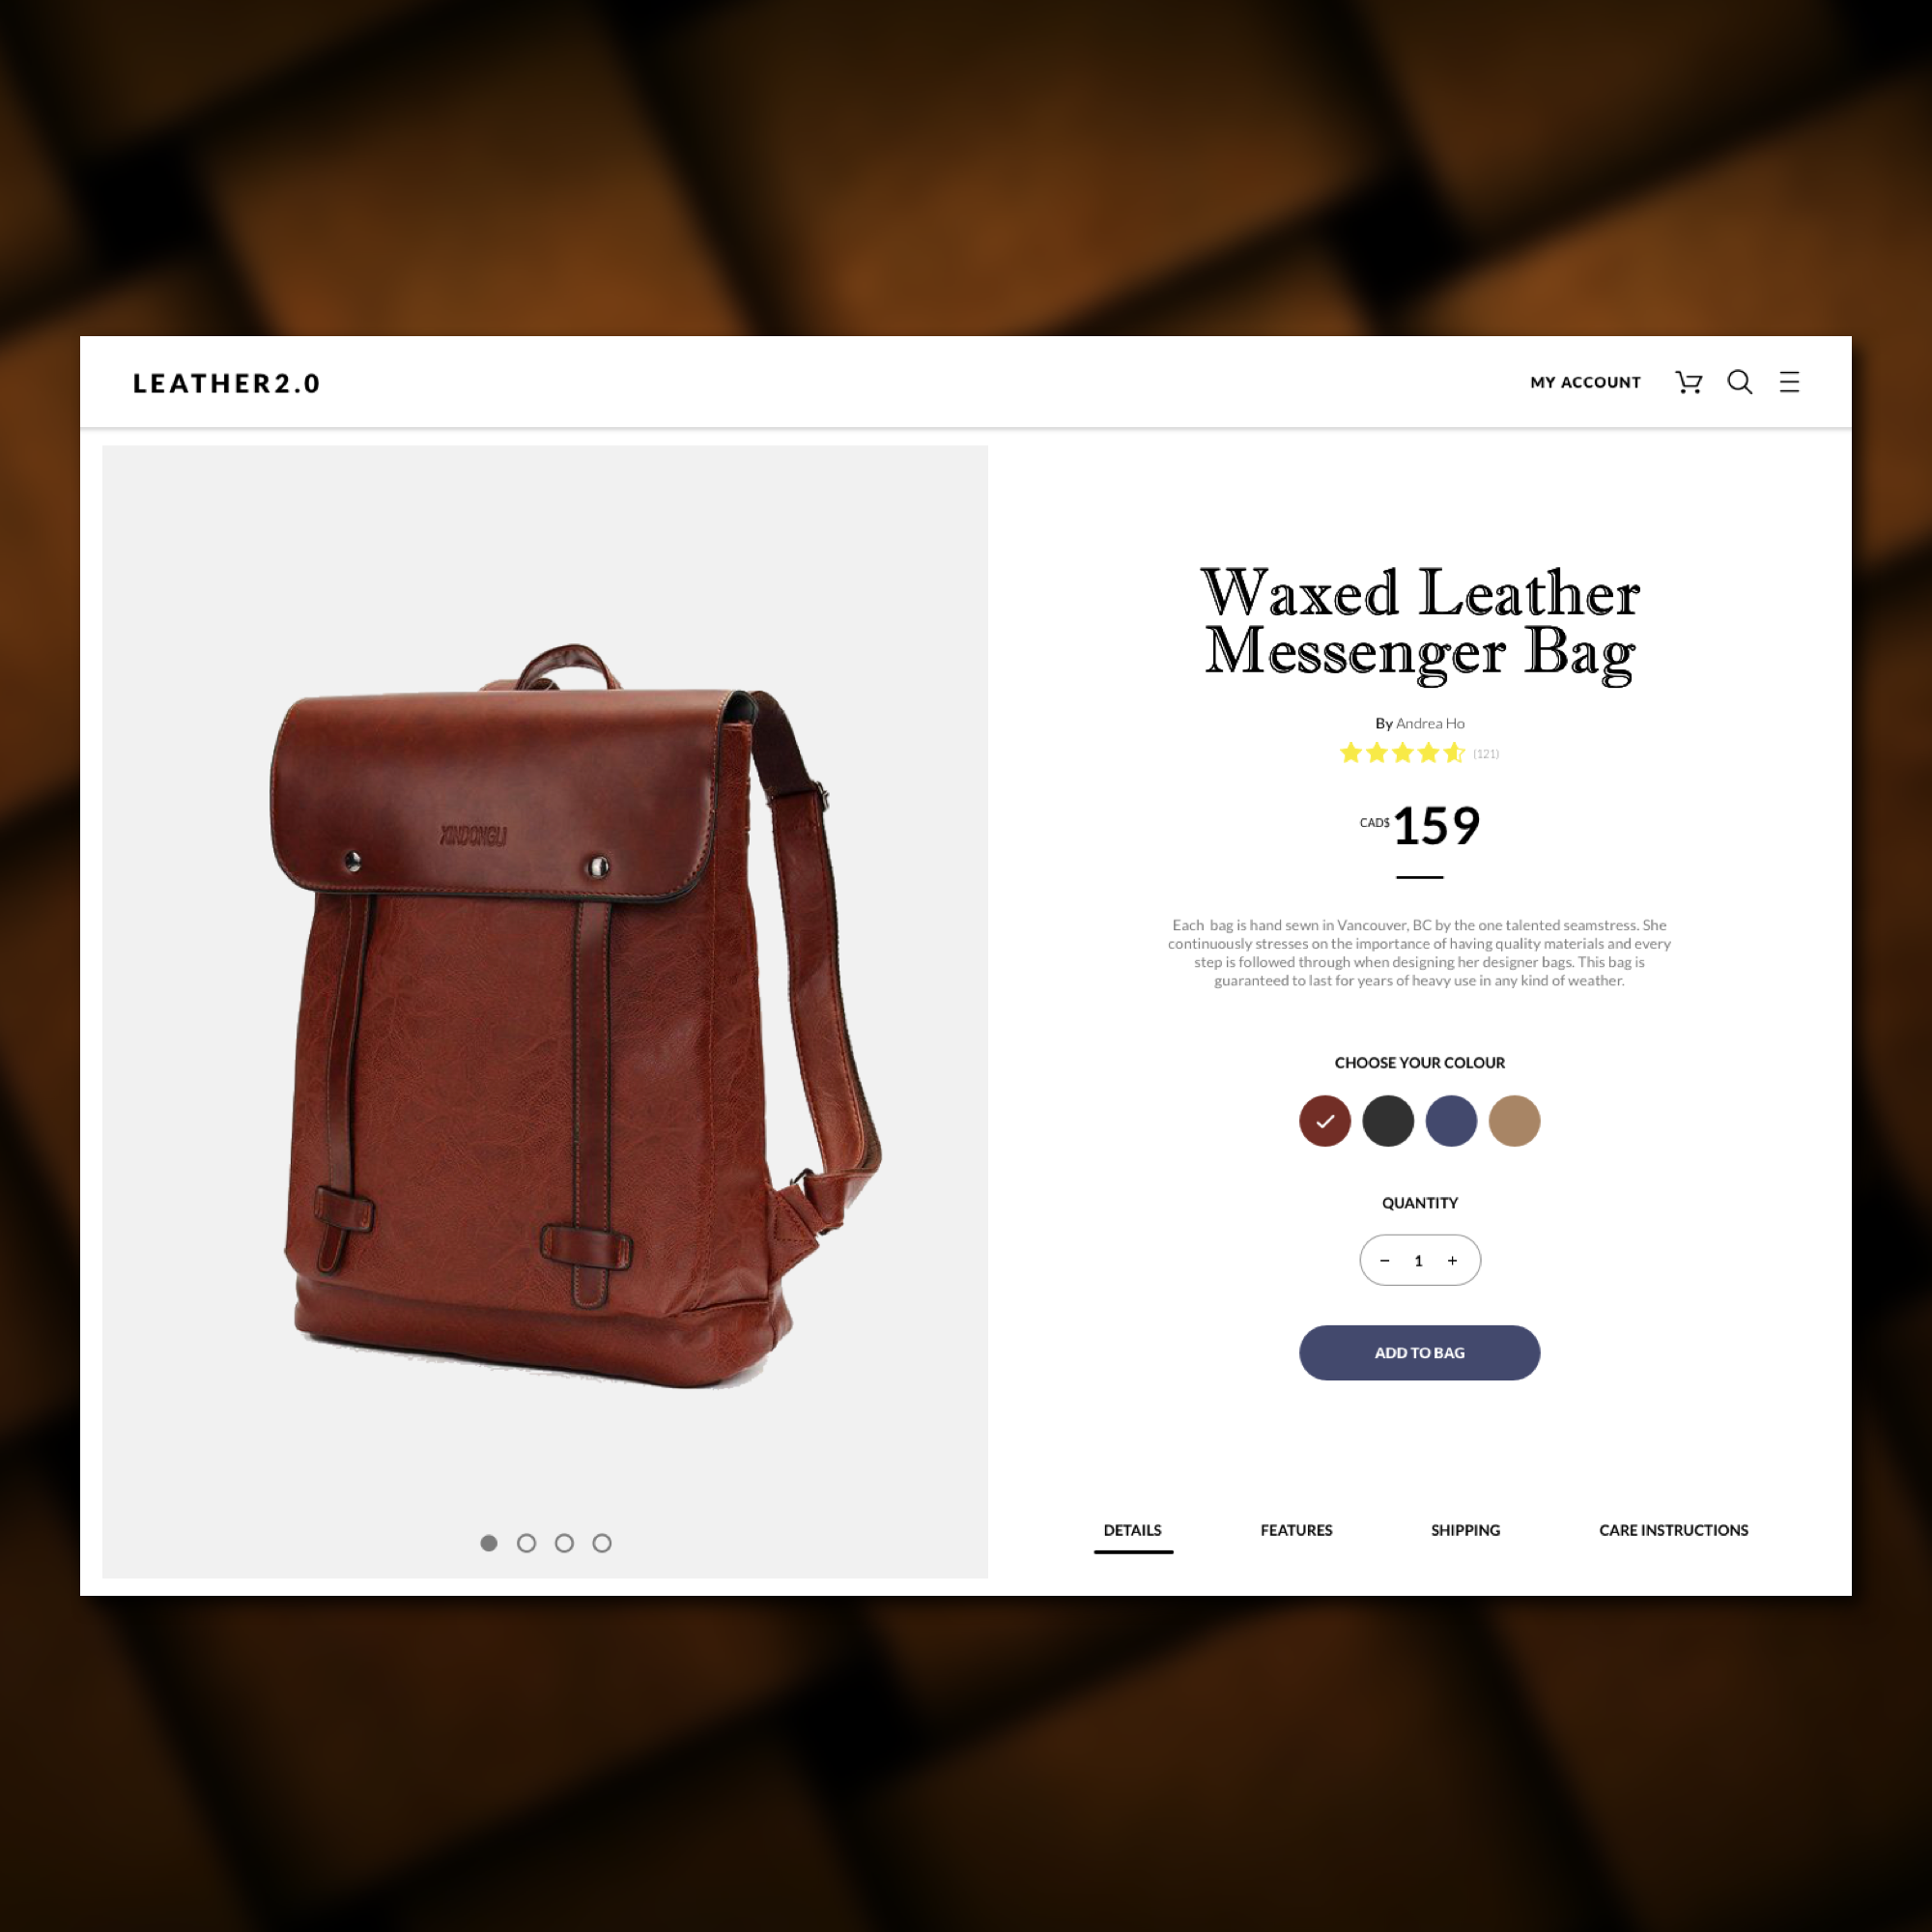 LEATHER2.0
MY ACCOUNT
XINDONGLI
Waxed Leather
Messenger Bag
By Andrea Ho
(121)
CAD$ 159
Each bag is hand sewn in Vancouver, BC by the one talented seamstress. She
continuously stresses on the importance of having quality materials and every
step is followed through when designing her designer bags. This bag is
guaranteed to last for years of heavy use in any kind of weather.
CHOOSE YOUR COLOUR
QUANTITY
− 1 +
ADD TO BAG
DETAILS FEATURES SHIPPING CARE INSTRUCTIONS